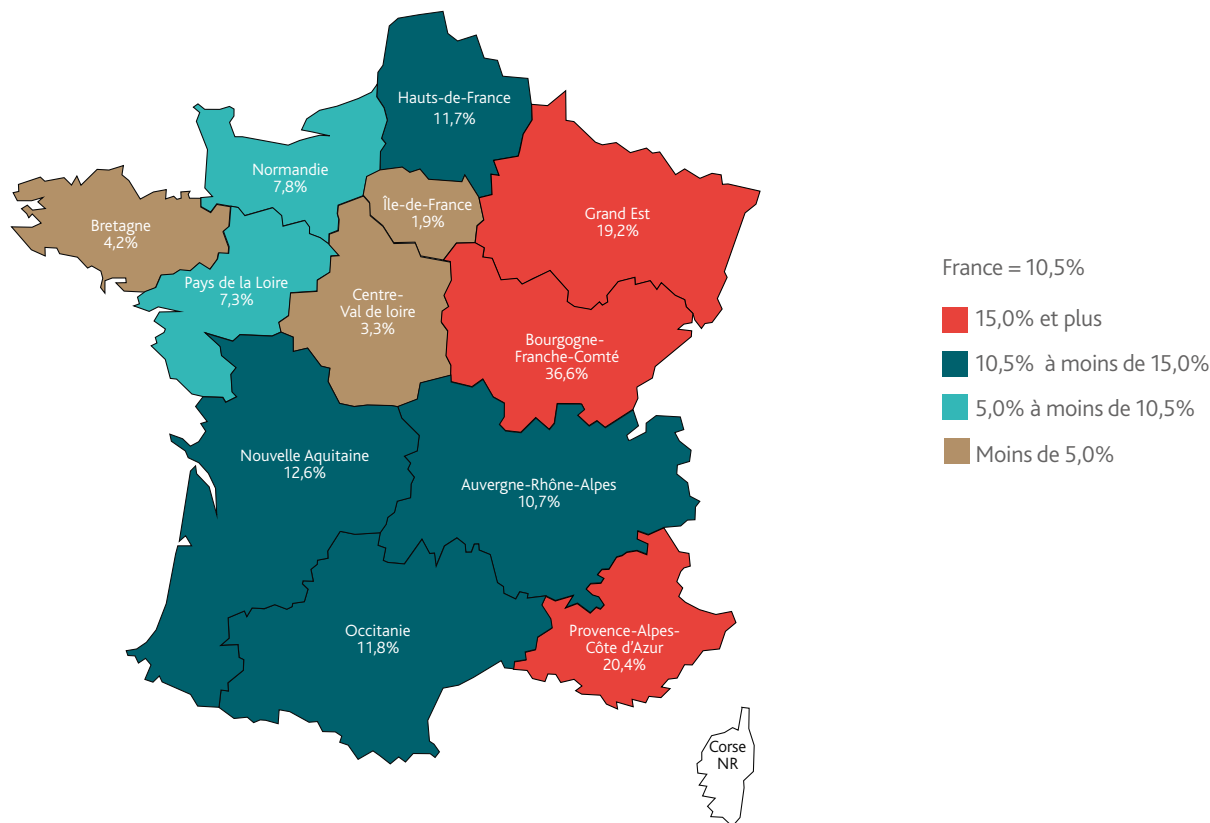 Hauts-de-France
11,7%
Normandie
7,8%
Île-de-France
1,9%
Grand Est
19,2%
Bretagne
4,2%
Pays de la Loire
7,3%
Centre-
Val de loire
3,3%
Bourgogne-
Franche-Comté
36,6%
Nouvelle Aquitaine
12,6%
Auvergne-Rhône-Alpes
10,7%
Occitanie
11,8%
Provence-Alpes-
Côte d'Azur
20,4%
Corse
NR
France = 10,5%
15,0% et plus
10,5% à moins de 15,0%
5,0% à moins de 10,5%
Moins de 5,0%